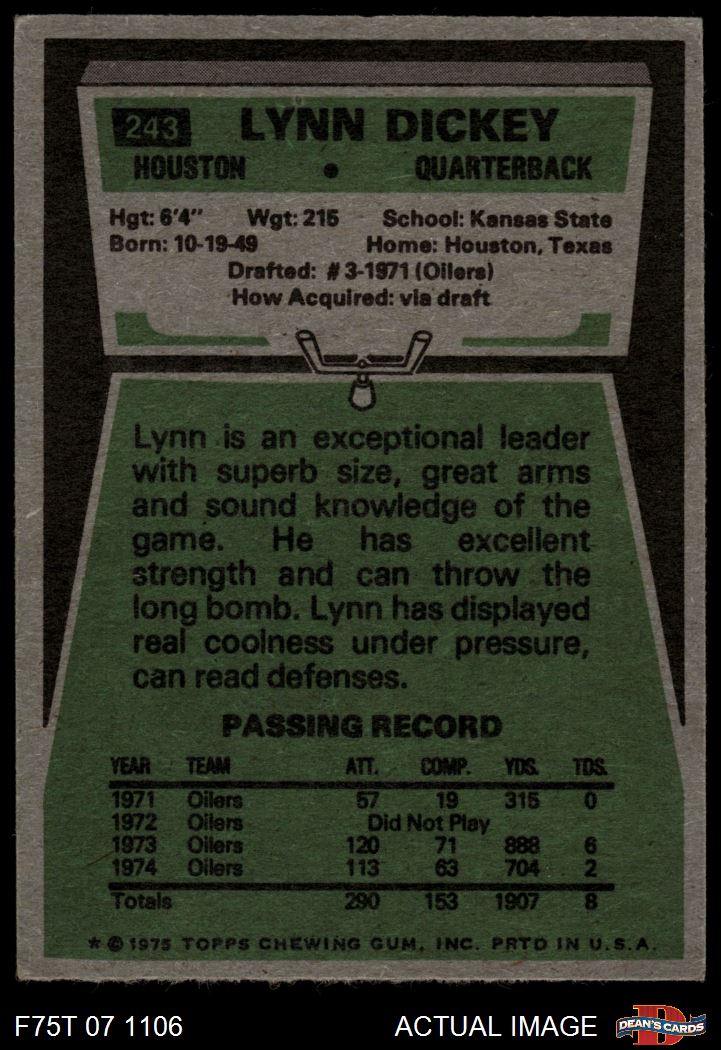 243 LYNN DICKEY
HOUSTON • QUARTERBACK
Hgt: 6'4" Wgt: 215 School: Kansas State
Born: 10-19-49 Home: Houston, Texas
Drafted: #3-1971 (Oilers)
How Acquired: via draft
Lynn is an exceptional leader
with superb size, great arms
and sound knowledge of the
game. He has excellent
strength and can throw the
long bomb. Lynn has displayed
real coolness under pressure,
can read defenses.
PASSING RECORD
YEAR TEAM ATT. COMP. YDS. TDS.
1971 Oilers 57 19 315 0
1972 Oilers Did Not Play
1973 Oilers 120 71 888 6
1974 Oilers 113 63 704 2
Totals 290 153 1907 8
* © 1975 TOPPS CHEWING GUM, INC. PRTD IN U.S.A.
F75T 07 1106 ACTUAL IMAGE D DEAN'S CARDS